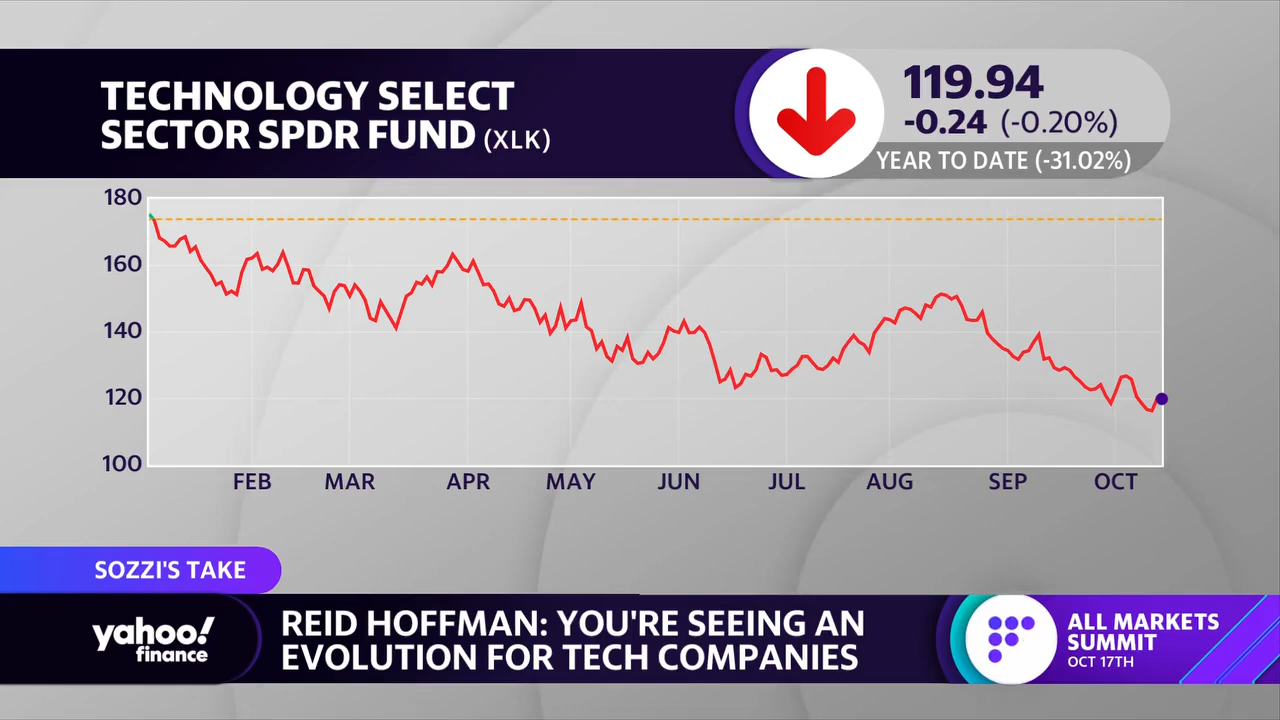 TECHNOLOGY SELECT
SECTOR SPDR FUND (XLK)
119.94
-0.24 (-0.20%)
YEAR TO DATE (-31.02%)
180
160
140
120
100
FEB MAR APR MAY JUN JUL AUG SEP OCT
SOZZI'S TAKE
yahoo!
finance
REID HOFFMAN: YOU'RE SEEING AN
EVOLUTION FOR TECH COMPANIES
ALL MARKETS
SUMMIT
OCT 17TH